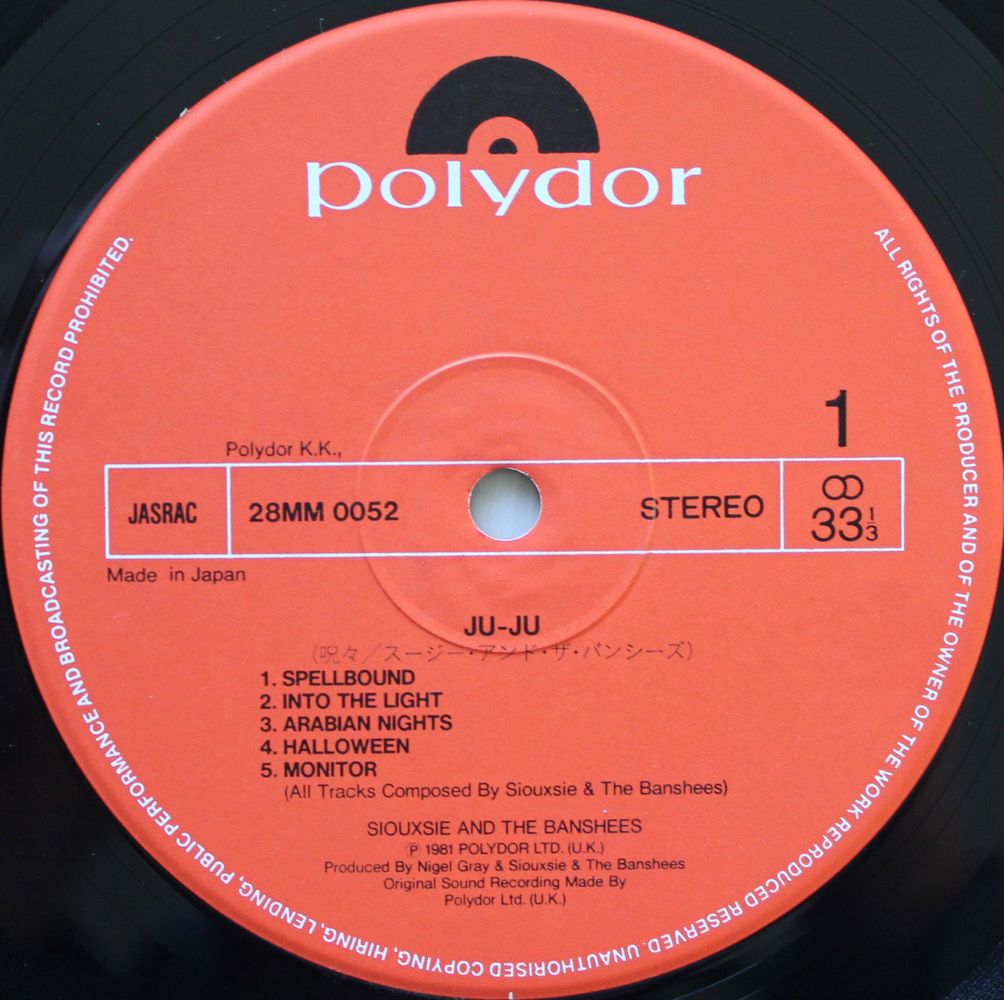 polydor
1
Polydor K.K.,
JASRAC
28MM 0052
STEREO
33⅓
Made in Japan
JU-JU
(呪々/スージー・アンド・ザ・バンシーズ)
1. SPELLBOUND
2. INTO THE LIGHT
3. ARABIAN NIGHTS
4. HALLOWEEN
5. MONITOR
(All Tracks Composed By Siouxsie & The Banshees)
SIOUXSIE AND THE BANSHEES
℗ 1981 POLYDOR LTD. (U.K.)
Produced By Nigel Gray & Siouxsie & The Banshees
Original Sound Recording Made By
Polydor Ltd. (U.K.)
ALL RIGHTS OF THE PRODUCER AND OF THE OWNER OF THE WORK REPRODUCED RESERVED. UNAUTHORISED COPYING, HIRING, LENDING, PUBLIC PERFORMANCE AND BROADCASTING OF THIS RECORD PROHIBITED.